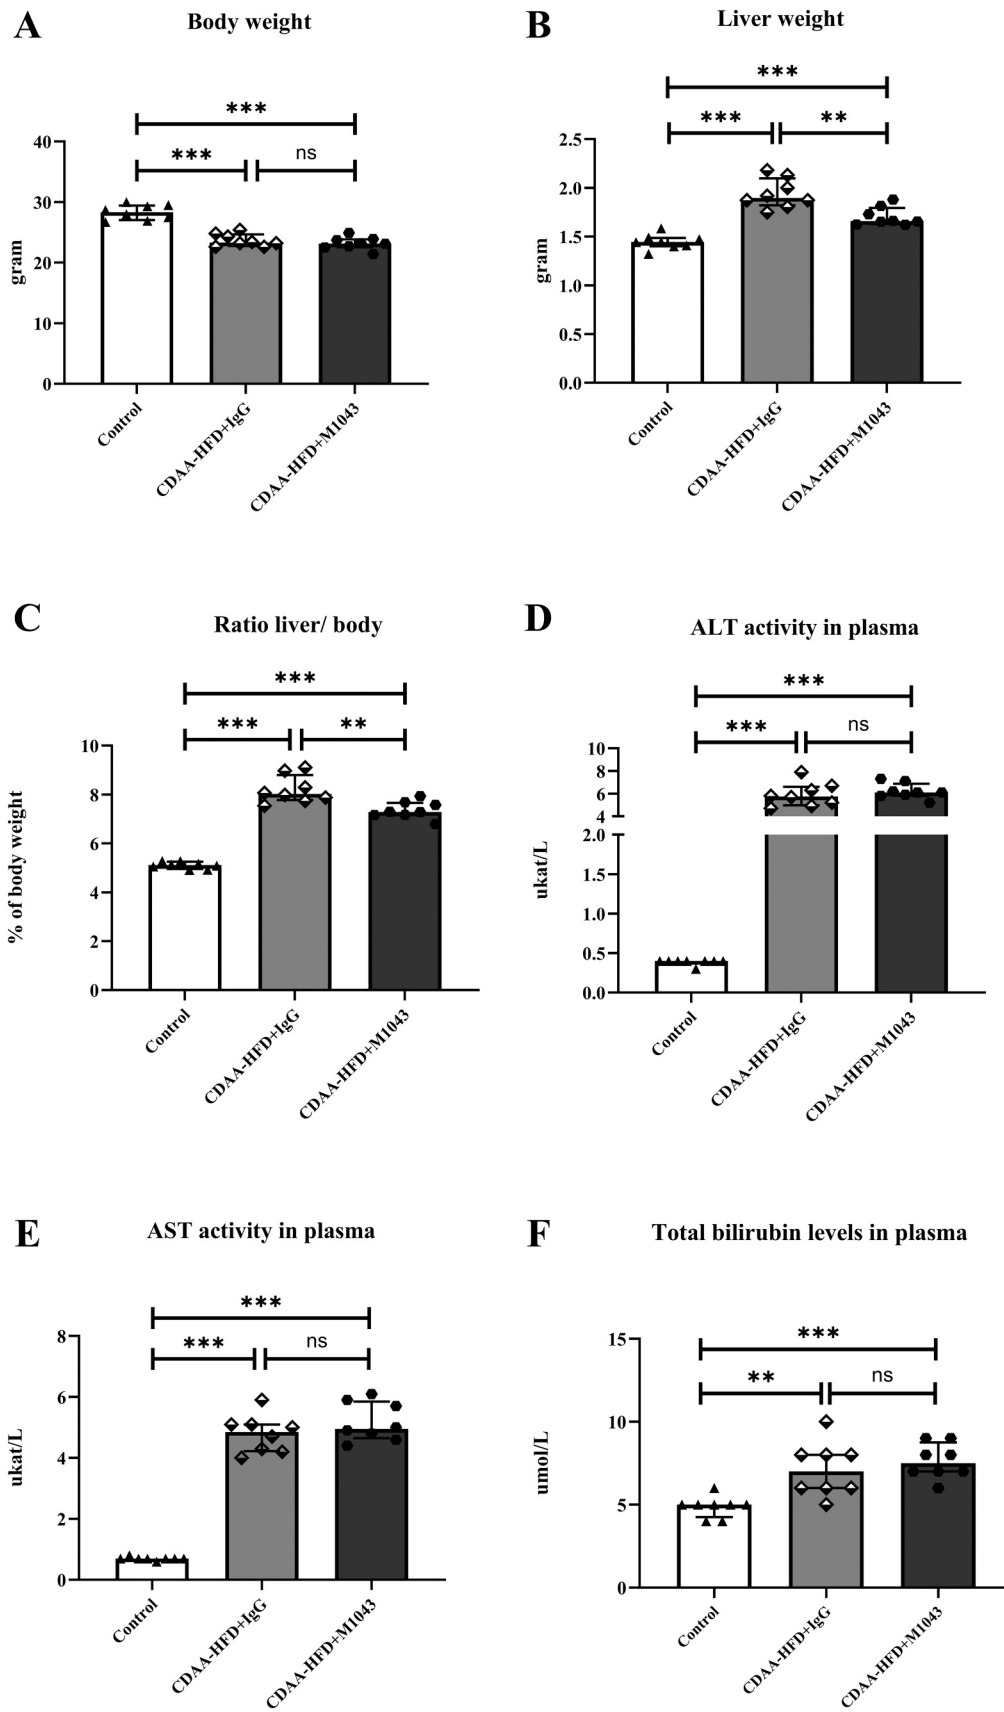 A
Body weight
***
***
ns
40
30
20
10
0
gram
Control
CDAA-HFD+IgG
CDAA-HFD+M1043
B
Liver weight
***
***
**
2.5
2.0
1.5
1.0
0.5
0.0
gram
Control
CDAA-HFD+IgG
CDAA-HFD+M1043
C
Ratio liver/ body
***
***
**
10
8
6
4
2
0
% of body weight
Control
CDAA-HFD+IgG
CDAA-HFD+M1043
D
ALT activity in plasma
***
***
ns
10
8
6
4
2.0
1.5
1.0
0.5
0.0
ukat/L
Control
CDAA-HFD+IgG
CDAA-HFD+M1043
E
AST activity in plasma
***
***
ns
8
6
4
2
0
ukat/L
Control
CDAA-HFD+IgG
CDAA-HFD+M1043
F
Total bilirubin levels in plasma
***
**
ns
15
10
5
0
umol/L
Control
CDAA-HFD+IgG
CDAA-HFD+M1043